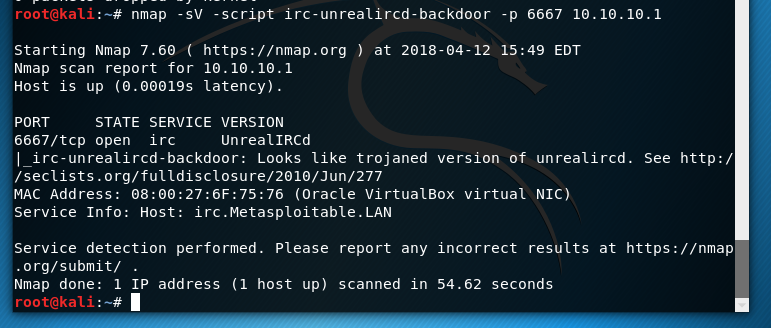 root@kali:~# nmap -sV -script irc-unrealircd-backdoor -p 6667 10.10.10.1
Starting Nmap 7.60 ( https://nmap.org ) at 2018-04-12 15:49 EDT
Nmap scan report for 10.10.10.1
Host is up (0.00019s latency).
PORT     STATE SERVICE VERSION
6667/tcp open  irc     UnrealIRCd
|_irc-unrealircd-backdoor: Looks like trojaned version of unrealircd. See http:/
/seclists.org/fulldisclosure/2010/Jun/277
MAC Address: 08:00:27:6F:75:76 (Oracle VirtualBox virtual NIC)
Service Info: Host: irc.Metasploitable.LAN
Service detection performed. Please report any incorrect results at https://nmap
.org/submit/ .
Nmap done: 1 IP address (1 host up) scanned in 54.62 seconds
root@kali:~#